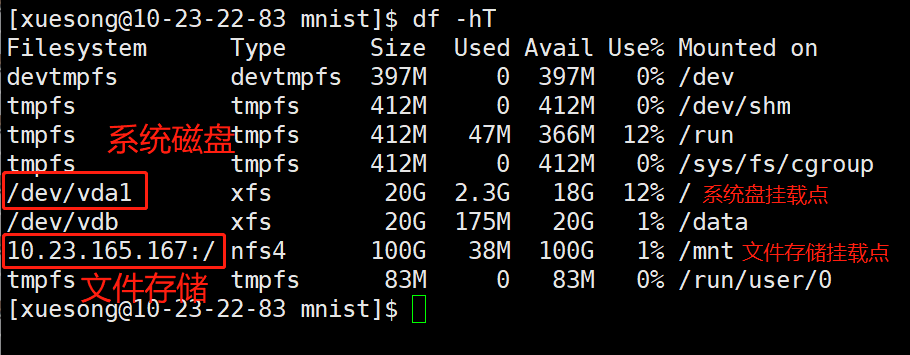 [xuesong@10-23-22-83 mnist]$ df -hT
Filesystem Type Size Used Avail Use% Mounted on
devtmpfs devtmpfs 397M 0 397M 0% /dev
tmpfs tmpfs 412M 0 412M 0% /dev/shm
tmpfs tmpfs 412M 47M 366M 12% /run
系统磁盘
tmpfs tmpfs 412M 0 412M 0% /sys/fs/cgroup
/dev/vda1 xfs 20G 2.3G 18G 12% / 系统盘挂载点
/dev/vdb xfs 20G 175M 20G 1% /data
10.23.165.167:/ nfs4 100G 38M 100G 1% /mnt 文件存储挂载点
tmpfs tmpfs 83M 0 83M 0% /run/user/0
文件存储
[xuesong@10-23-22-83 mnist]$